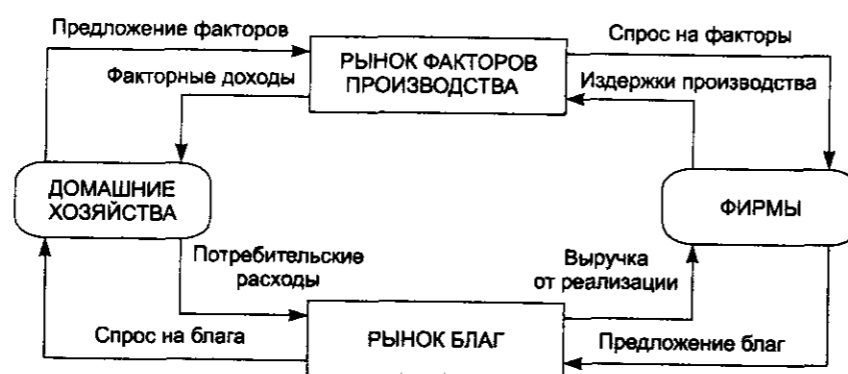 Предложение факторов
Спрос на факторы
РЫНОК ФАКТОРОВ
ПРОИЗВОДСТВА
Факторные доходы
Издержки производства
ДОМАШНИЕ
ХОЗЯЙСТВА
ФИРМЫ
Потребительские
расходы
Выручка
от реализации
Спрос на блага
РЫНОК БЛАГ
Предложение благ